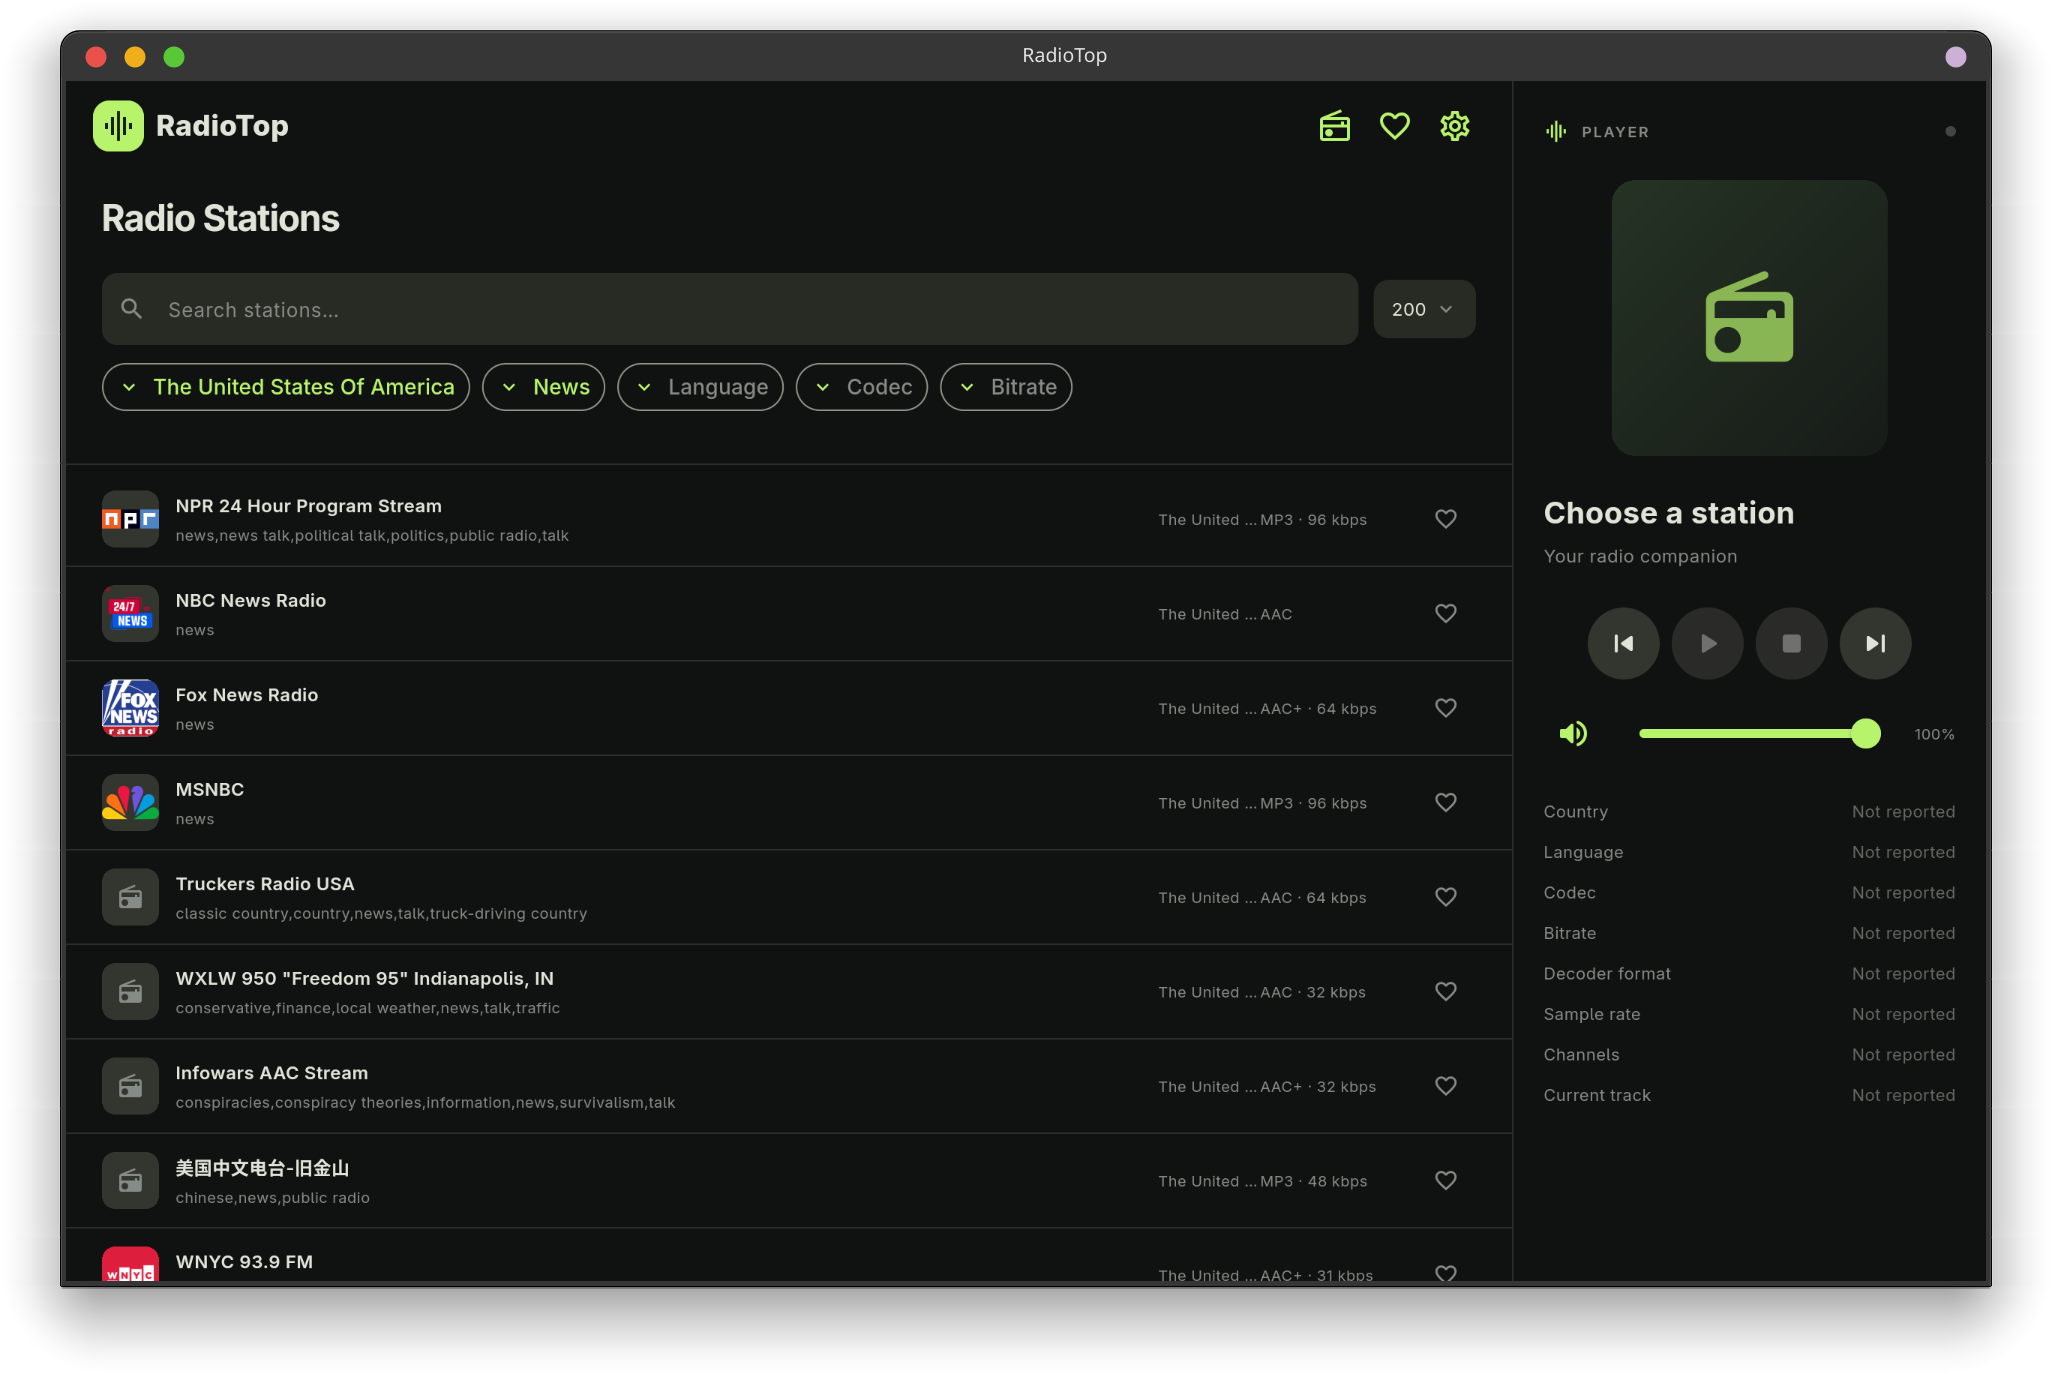 RadioTop
RadioTop
Radio Stations
Search stations...
200
The United States Of America
News
Language
Codec
Bitrate
npr
NPR 24 Hour Program Stream
news,news talk,political talk,politics,public radio,talk
The United ... MP3 · 96 kbps
24/7
NEWS
NBC News Radio
news
The United ... AAC
FOX
NEWS
radio
Fox News Radio
news
The United ... AAC+ · 64 kbps
MSNBC
news
The United ... MP3 · 96 kbps
Truckers Radio USA
classic country,country,news,talk,truck-driving country
The United ... AAC · 64 kbps
WXLW 950 "Freedom 95" Indianapolis, IN
conservative,finance,local weather,news,talk,traffic
The United ... AAC · 32 kbps
Infowars AAC Stream
conspiracies,conspiracy theories,information,news,survivalism,talk
The United ... AAC+ · 32 kbps
美国中文电台-旧金山
chinese,news,public radio
The United ... MP3 · 48 kbps
WNYC
WNYC 93.9 FM
The United ... AAC+ · 31 kbps
PLAYER
Choose a station
Your radio companion
100%
Country Not reported
Language Not reported
Codec Not reported
Bitrate Not reported
Decoder format Not reported
Sample rate Not reported
Channels Not reported
Current track Not reported